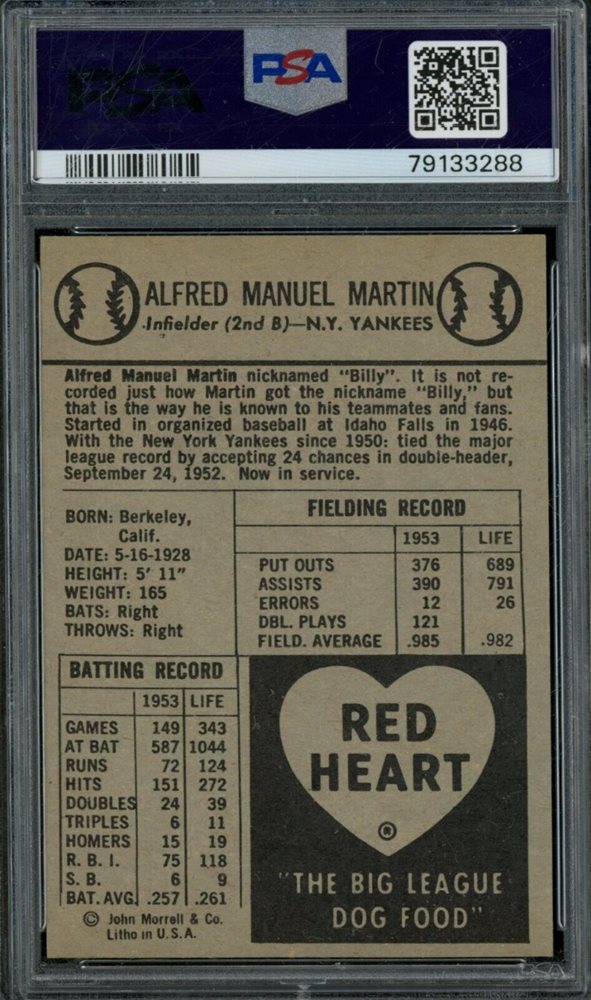 PSA
PSA
79133288
ALFRED MANUEL MARTIN
Infielder (2nd B)—N.Y. YANKEES
Alfred Manuel Martin nicknamed "Billy". It is not re-
corded just how Martin got the nickname "Billy," but
that is the way he is known to his teammates and fans.
Started in organized baseball at Idaho Falls in 1946.
With the New York Yankees since 1950: tied the major
league record by accepting 24 chances in double-header,
September 24, 1952. Now in service.
BORN: Berkeley,
Calif.
DATE: 5-16-1928
HEIGHT: 5' 11"
WEIGHT: 165
BATS: Right
THROWS: Right
FIELDING RECORD
1953 LIFE
PUT OUTS 376 689
ASSISTS 390 791
ERRORS 12 26
DBL. PLAYS 121
FIELD. AVERAGE .985 .982
BATTING RECORD
1953 LIFE
GAMES 149 343
AT BAT 587 1044
RUNS 72 124
HITS 151 272
DOUBLES 24 39
TRIPLES 6 11
HOMERS 15 19
R. B. I. 75 118
S. B. 6 9
BAT. AVG. .257 .261
© John Morrell & Co.
Litho in U.S.A.
RED
HEART
®
"THE BIG LEAGUE
DOG FOOD"
PSA